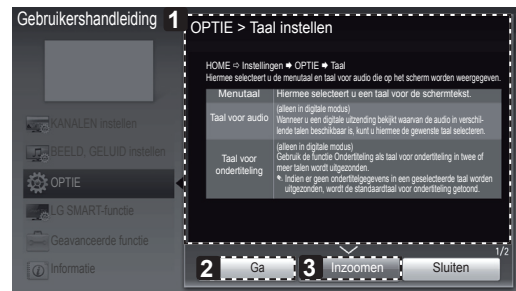 Gebruikershandleiding
1
OPTIE > Taal instellen
HOME ⇨ Instellingen ➡ OPTIE ➡ Taal
Hiermee selecteert u de menutaal en taal voor audio die op het scherm worden weergegeven.
Menutaal Hiermee selecteert u een taal voor de schermtekst.
Taal voor audio
(alleen in digitale modus)
Wanneer u een digitale uitzending bekijkt waarvan de audio in verschil-
lende talen beschikbaar is, kunt u hiermee de gewenste taal selecteren.
Taal voor
ondertiteling
(alleen in digitale modus)
Gebruik de functie Ondertiteling als taal voor ondertiteling in twee of
meer talen wordt uitgezonden.
Indien er geen ondertitelgegevens in een geselecteerde taal worden
uitgezonden, wordt de standaardtaal voor ondertiteling getoond.
KANALEN instellen
BEELD, GELUID instellen
OPTIE
LG SMART-functie
Geavanceerde functie
Informatie
1/2
2 Ga
3 Inzoomen
Sluiten